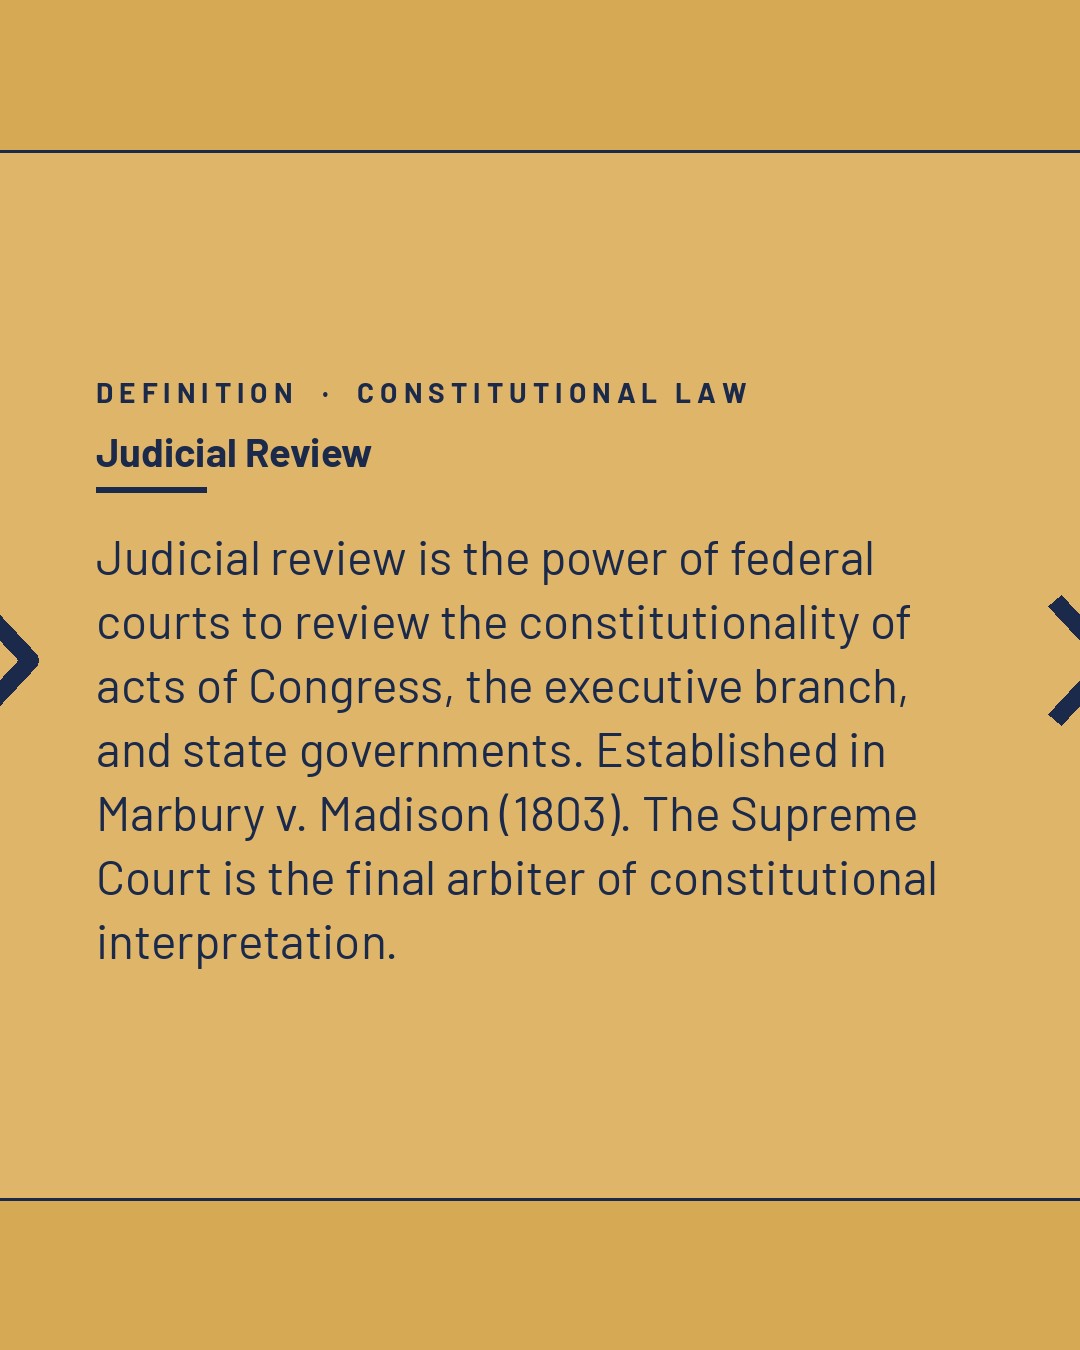 DEFINITION · CONSTITUTIONAL LAW
Judicial Review
Judicial review is the power of federal
courts to review the constitutionality of
acts of Congress, the executive branch,
and state governments. Established in
Marbury v. Madison (1803). The Supreme
Court is the final arbiter of constitutional
interpretation.